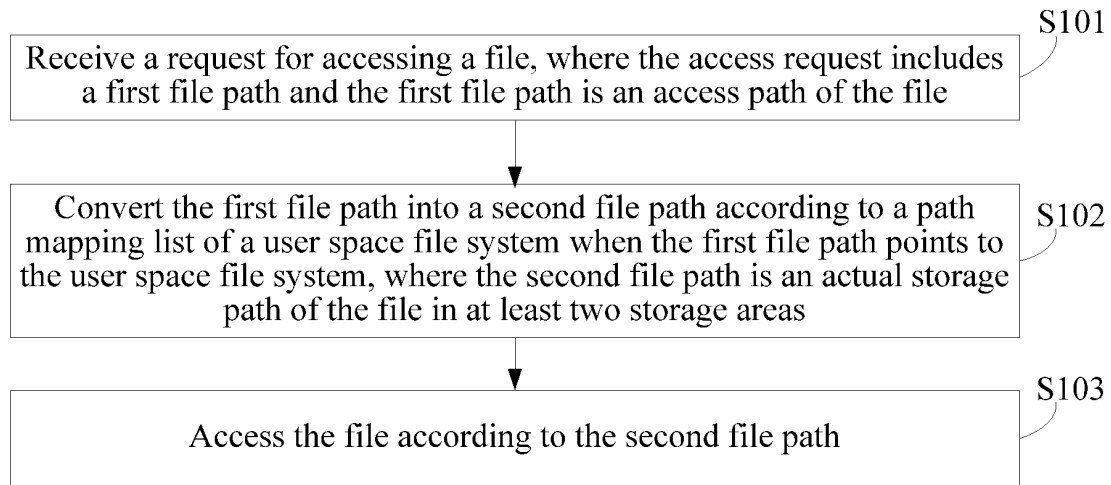 S101
Receive a request for accessing a file, where the access request includes
a first file path and the first file path is an access path of the file
S102
Convert the first file path into a second file path according to a path
mapping list of a user space file system when the first file path points to
the user space file system, where the second file path is an actual storage
path of the file in at least two storage areas
S103
Access the file according to the second file path